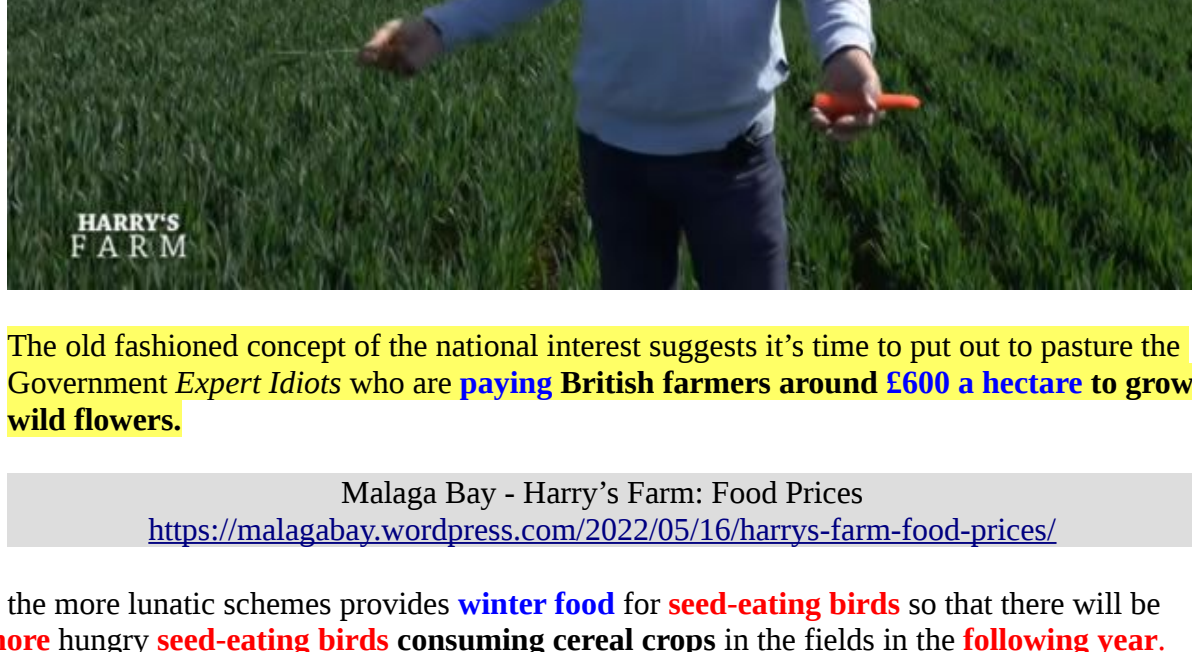 HARRY'S
FARM
The old fashioned concept of the national interest suggests it’s time to put out to pasture the
Government Expert Idiots who are paying British farmers around £600 a hectare to grow
wild flowers.
Malaga Bay - Harry’s Farm: Food Prices
https://malagabay.wordpress.com/2022/05/16/harrys-farm-food-prices/
the more lunatic schemes provides winter food for seed-eating birds so that there will be
more hungry seed-eating birds consuming cereal crops in the fields in the following year.